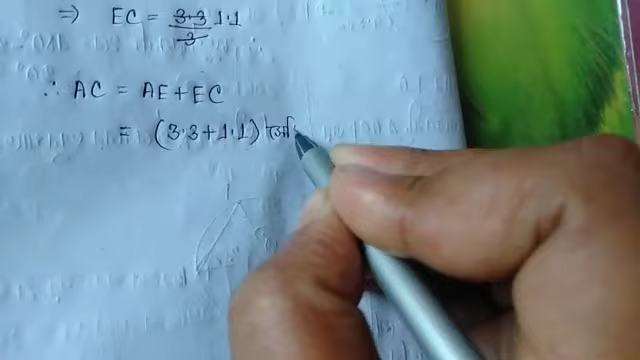 ⇒ EC = 3·3/3 1·1
∴ AC = AE + EC
= (3·3 + 1·1)